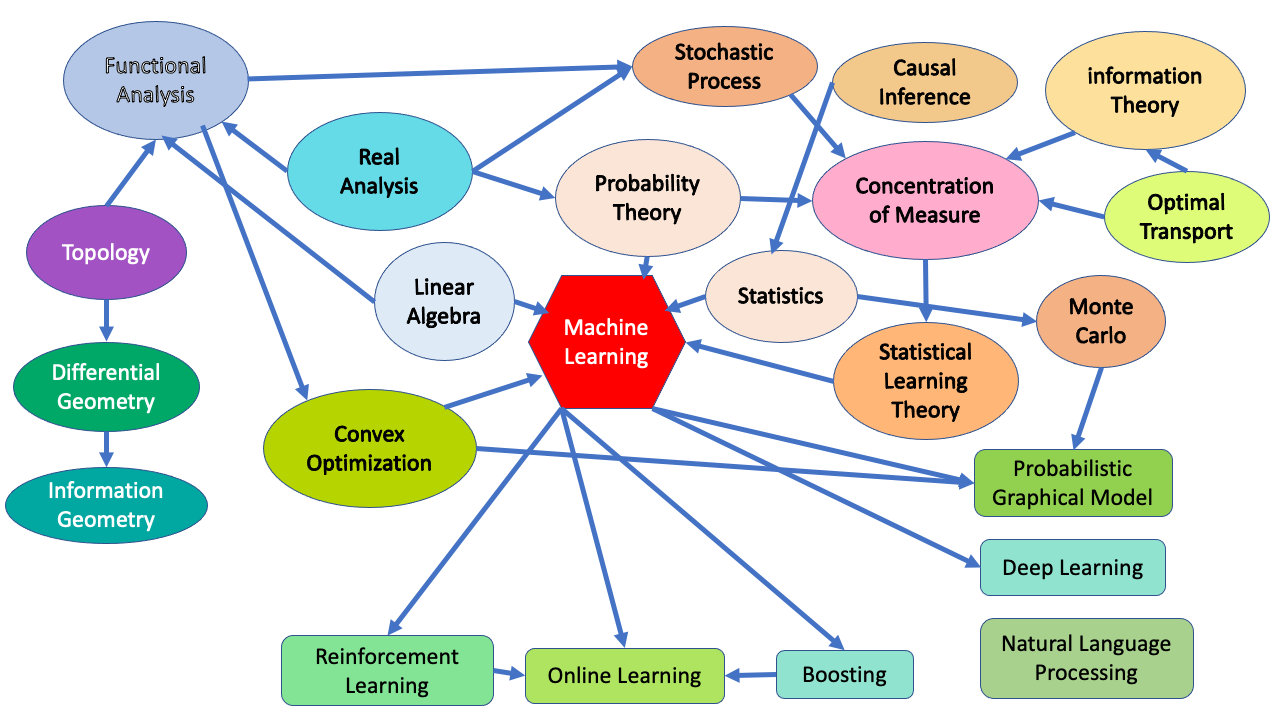 Functional
Analysis
Stochastic
Process
Causal
Inference
information
Theory
Real
Analysis
Probability
Theory
Concentration
of Measure
Optimal
Transport
Topology
Linear
Algebra
Machine
Learning
Statistics
Monte
Carlo
Differential
Geometry
Statistical
Learning
Theory
Convex
Optimization
Information
Geometry
Probabilistic
Graphical Model
Deep Learning
Natural Language
Processing
Reinforcement
Learning
Online Learning
Boosting